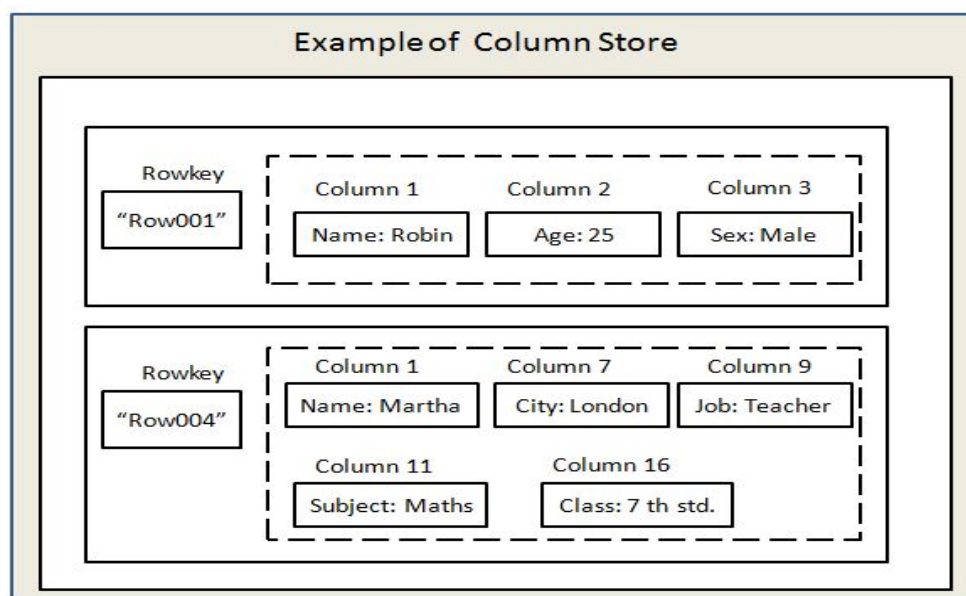 Example of Column Store
Rowkey
"Row001"
Column 1
Column 2
Column 3
Name: Robin
Age: 25
Sex: Male
Rowkey
"Row004"
Column 1
Column 7
Column 9
Name: Martha
City: London
Job: Teacher
Column 11
Column 16
Subject: Maths
Class: 7 th std.